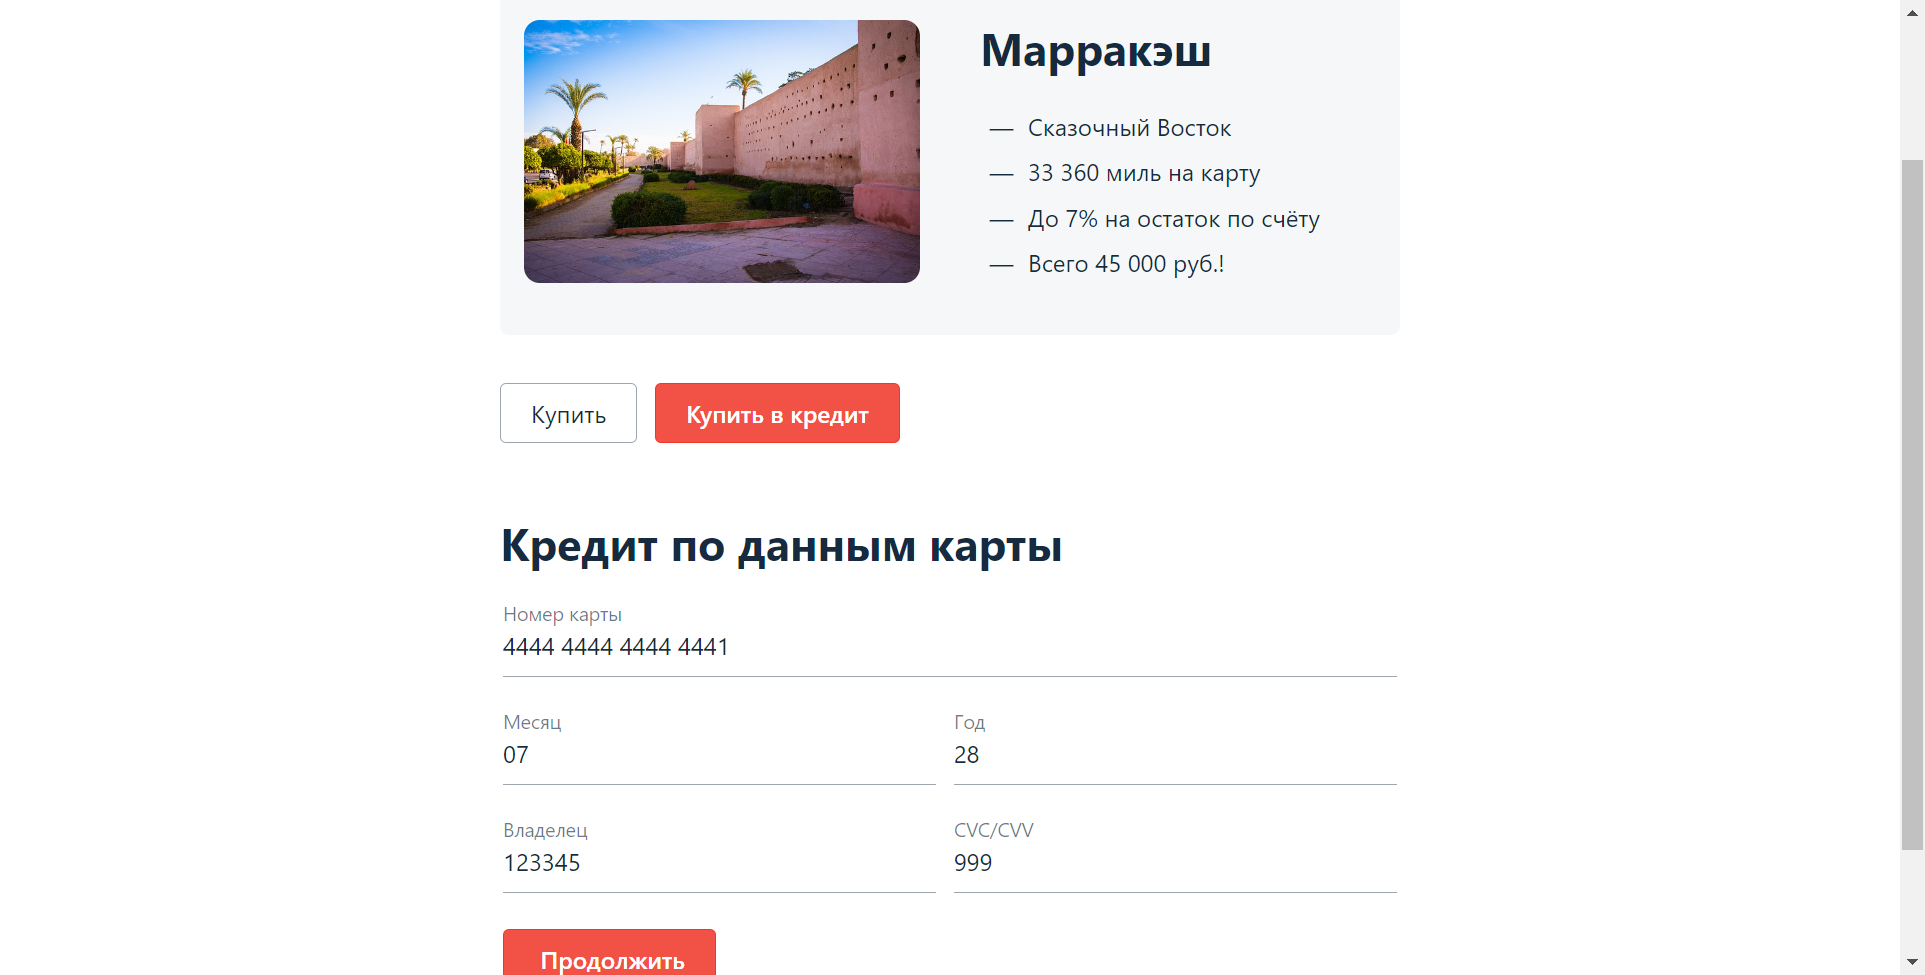 Марракэш
— Сказочный Восток
— 33 360 миль на карту
— До 7% на остаток по счёту
— Всего 45 000 руб.!
Купить Купить в кредит
Кредит по данным карты
Номер карты
4444 4444 4444 4441
Месяц Год
07 28
Владелец CVC/CVV
123345 999
Продолжить